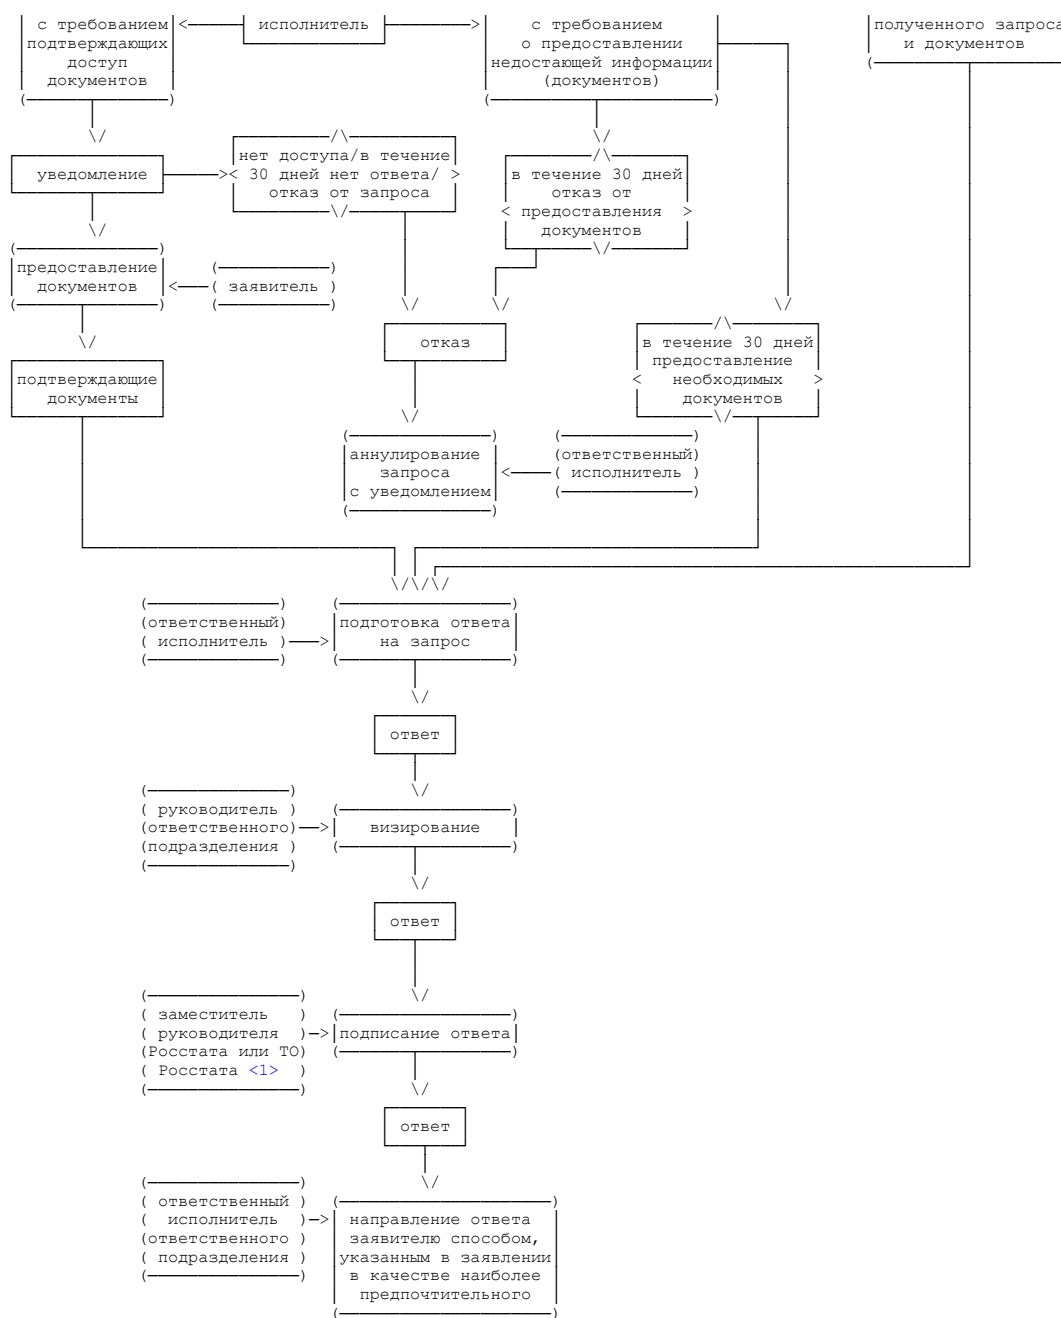 с требованием
подтверждающих
доступ
документов
исполнитель
с требованием
о предоставлении
недостающей информации
(документов)
полученного запроса
и документов
уведомление
нет доступа/в течение
30 дней нет ответа/
отказ от запроса
в течение 30 дней
отказ от
предоставления
документов
предоставление
документов
( заявитель )
отказ
в течение 30 дней
предоставление
необходимых
документов
подтверждающие
документы
аннулирование
запроса
с уведомлением
(ответственный)
( исполнитель )
(ответственный)
( исполнитель )
подготовка ответа
на запрос
ответ
( руководитель )
(ответственного)
(подразделения )
визирование
ответ
( заместитель )
( руководителя )
(Росстата или ТО)
( Росстата <1> )
подписание ответа
ответ
( ответственный )
( исполнитель )
(ответственного )
( подразделения )
направление ответа
заявителю способом,
указанным в заявлении
в качестве наиболее
предпочтительного